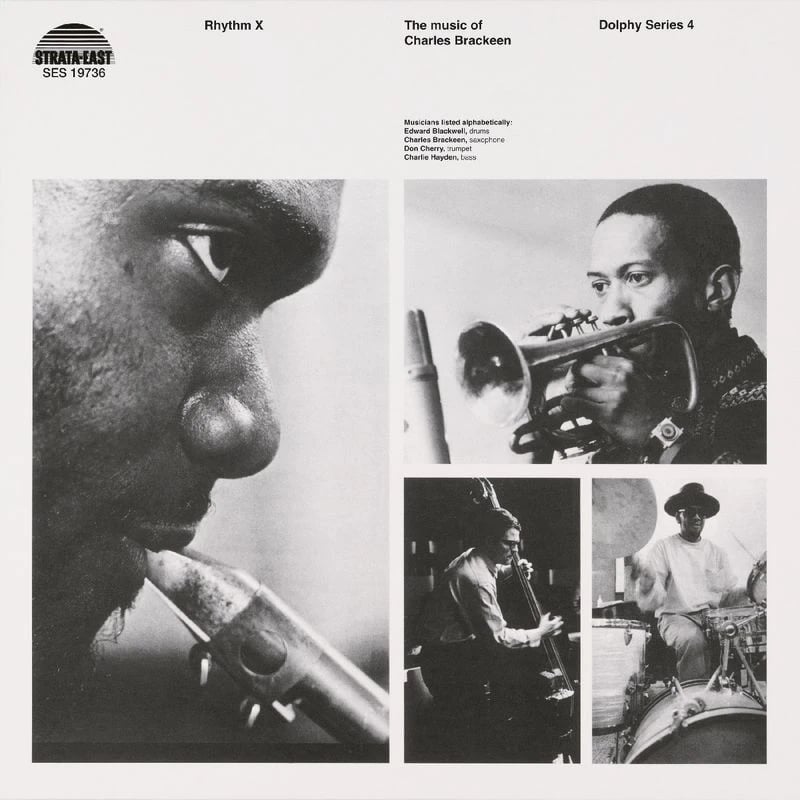 STRATA-EAST
SES 19736
Rhythm X
The music of
Charles Brackeen
Dolphy Series 4
Musicians listed alphabetically:
Edward Blackwell, drums
Charles Brackeen, saxophone
Don Cherry, trumpet
Charlie Hayden, bass